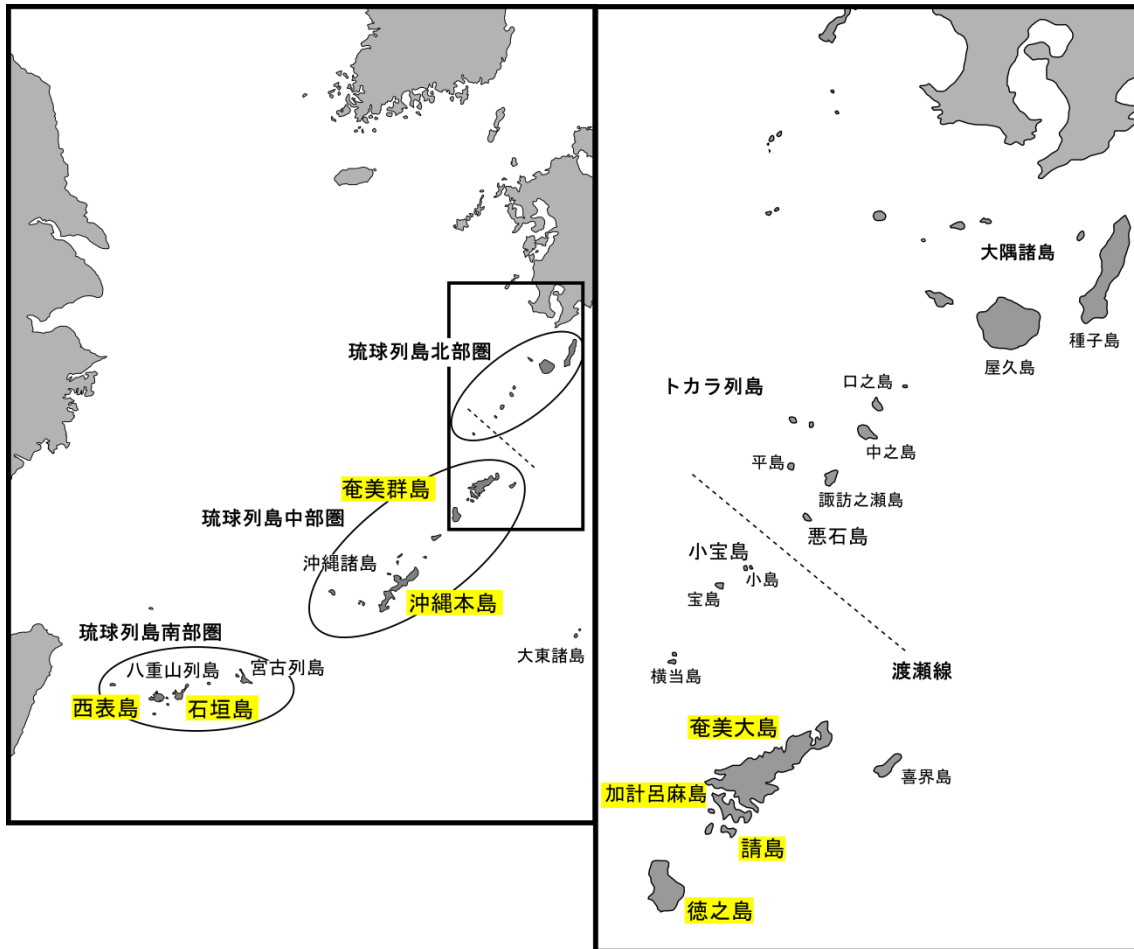 琉球列島北部圏
奄美群島
琉球列島中部圏
沖縄諸島
沖縄本島
琉球列島南部圏
八重山列島
宮古列島
大東諸島
西表島
石垣島
大隅諸島
種子島
屋久島
トカラ列島
口之島
中之島
平島
諏訪之瀬島
悪石島
小宝島
小島
宝島
横当島
渡瀬線
奄美大島
喜界島
加計呂麻島
請島
徳之島